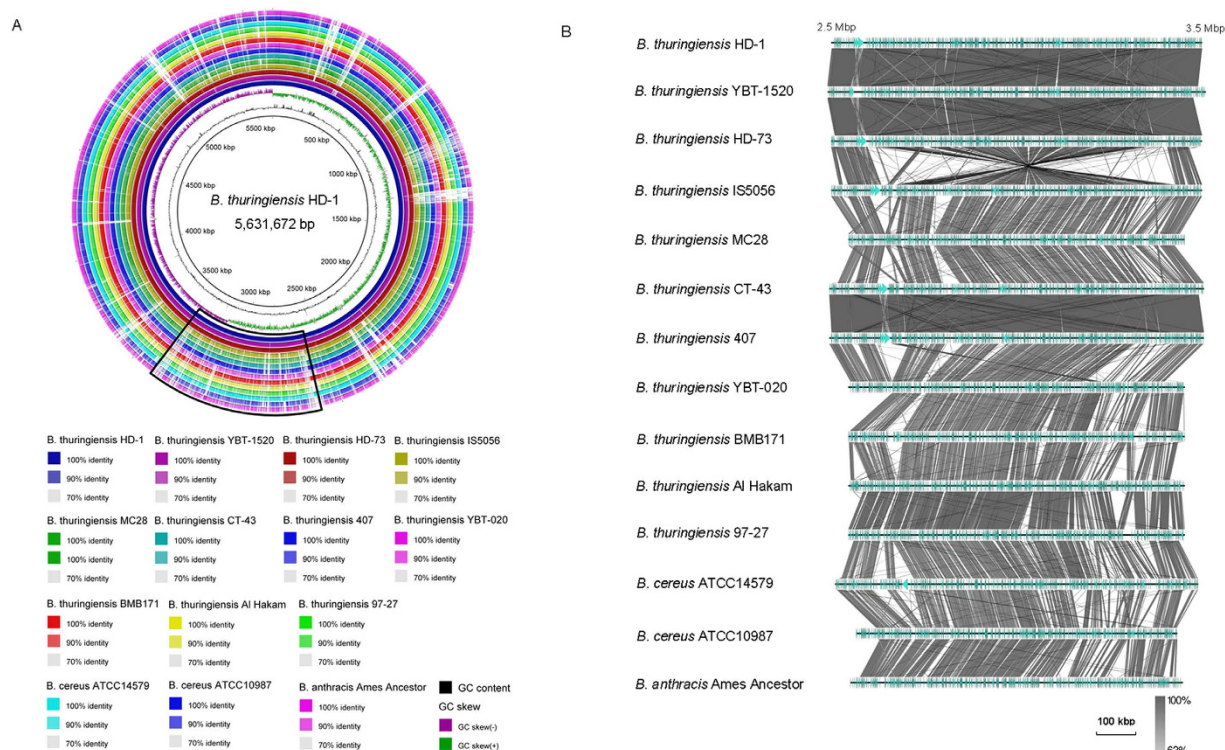 A
5500 kbp
500 kbp
1000 kbp
1500 kbp
2000 kbp
2500 kbp
3000 kbp
3500 kbp
4000 kbp
4500 kbp
5000 kbp
B. thuringiensis HD-1
5,631,672 bp
B. thuringiensis HD-1 B. thuringiensis YBT-1520 B. thuringiensis HD-73 B. thuringiensis IS5056
100% identity 100% identity 100% identity 100% identity
90% identity 90% identity 90% identity 90% identity
70% identity 70% identity 70% identity 70% identity
B. thuringiensis MC28 B. thuringiensis CT-43 B. thuringiensis 407 B. thuringiensis YBT-020
100% identity 100% identity 100% identity 100% identity
100% identity 90% identity 90% identity 90% identity
70% identity 70% identity 70% identity 70% identity
B. thuringiensis BMB171 B. thuringiensis Al Hakam B. thuringiensis 97-27
100% identity 100% identity 100% identity
90% identity 90% identity 90% identity
70% identity 70% identity 70% identity
B. cereus ATCC14579 B. cereus ATCC10987 B. anthracis Ames Ancestor GC content
100% identity 100% identity 100% identity GC skew
90% identity 90% identity 90% identity GC skew(-)
70% identity 70% identity 70% identity GC skew(+)
B
2.5 Mbp 3.5 Mbp
B. thuringiensis HD-1
B. thuringiensis YBT-1520
B. thuringiensis HD-73
B. thuringiensis IS5056
B. thuringiensis MC28
B. thuringiensis CT-43
B. thuringiensis 407
B. thuringiensis YBT-020
B. thuringiensis BMB171
B. thuringiensis Al Hakam
B. thuringiensis 97-27
B. cereus ATCC14579
B. cereus ATCC10987
B. anthracis Ames Ancestor
100 kbp
100%